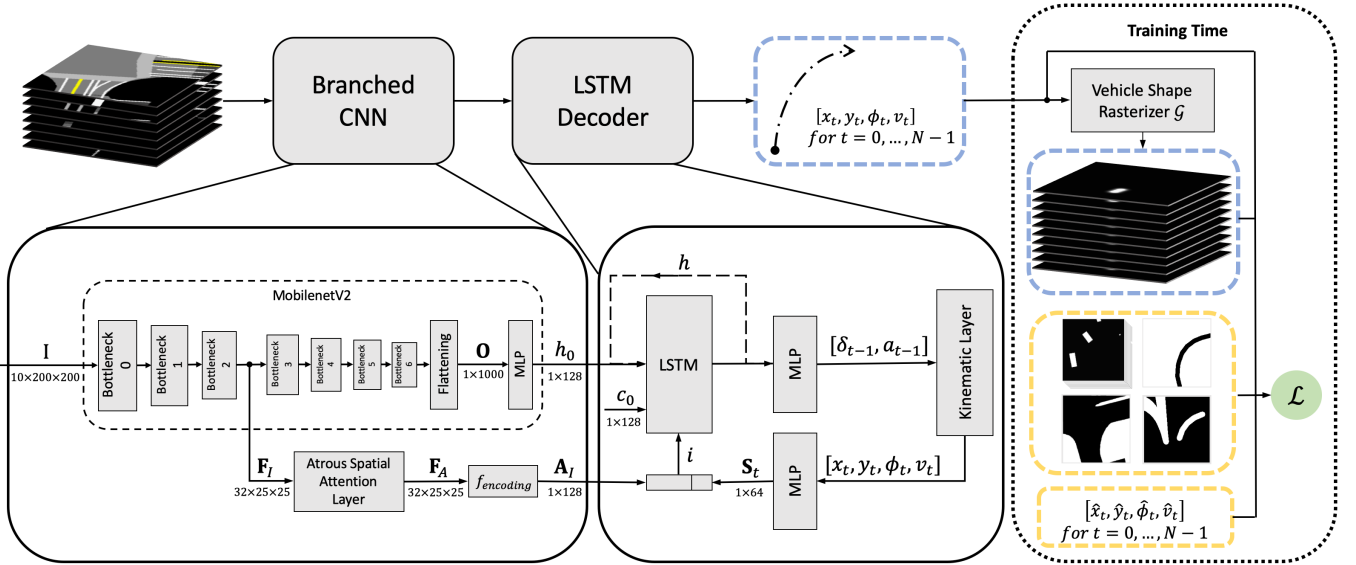 Training Time
Branched
CNN
LSTM
Decoder
[x_t, y_t, ϕ_t, v_t]
for t = 0, …, N − 1
Vehicle Shape
Rasterizer 𝒢
MobilenetV2
I
10×200×200
Bottleneck
0
Bottleneck
1
Bottleneck
2
Bottleneck
3
Bottleneck
4
Bottleneck
5
Bottleneck
6
Flattening
O
1×1000
MLP
h_0
1×128
F_I
32×25×25
Atrous Spatial
Attention
Layer
F_A
32×25×25
f_encoding
A_I
1×128
h
LSTM
c_0
1×128
i
MLP
[δ_{t−1}, a_{t−1}]
Kinematic Layer
S_t
1×64
MLP
[x_t, y_t, ϕ_t, v_t]
ℒ
[x̂_t, ŷ_t, ϕ̂_t, v̂_t]
for t = 0, …, N − 1